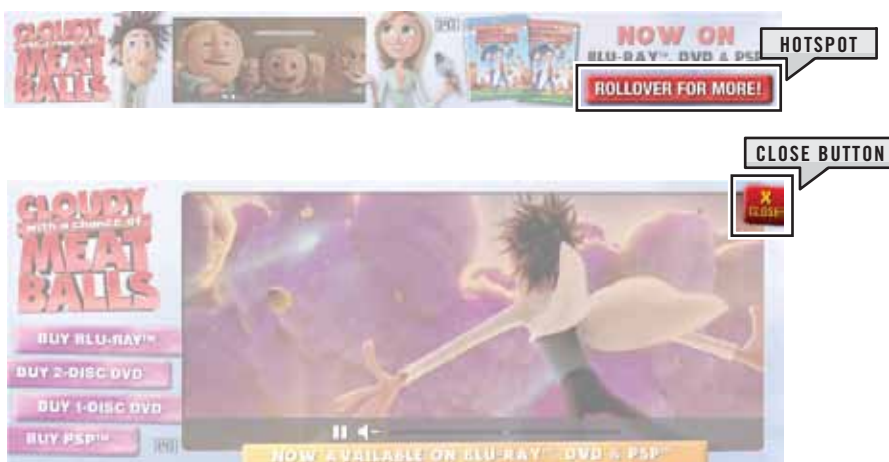 CLOUDY
MEAT
BALLS
NOW ON
BLU-RAY™ DVD & PSP
ROLLOVER FOR MORE!
HOTSPOT
CLOSE BUTTON
X
CLOSE
CLOUDY
with a chance of
MEAT
BALLS
BUY BLU-RAY™
BUY 2-DISC DVD
BUY 1-DISC DVD
BUY PSP™
NOW AVAILABLE ON BLU-RAY™ DVD & PSP™